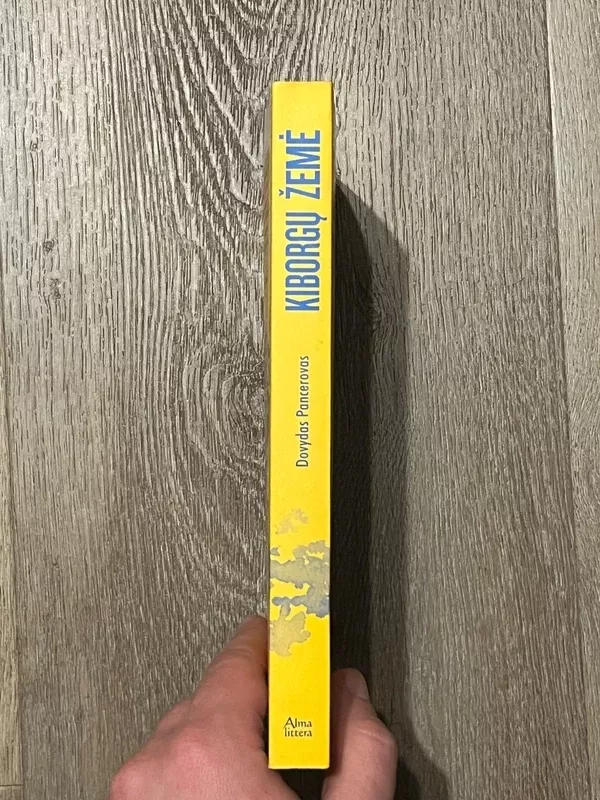 KIBORGŲ ŽEMĖ
Dovydas Pancerovas
Alma
littera